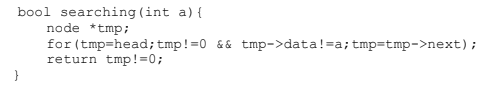 bool searching(int a){
    node *tmp;
    for(tmp=head;tmp!=0 && tmp->data!=a;tmp=tmp->next);
    return tmp!=0;
}